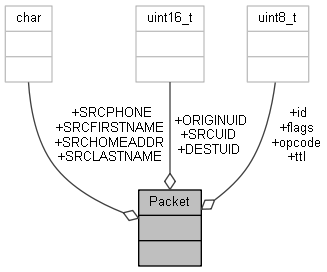 char
uint16_t
uint8_t
+SRCPHONE
+SRCFIRSTNAME
+SRCHOMEADDR
+SRCLASTNAME
+ORIGINUID
+SRCUID
+DESTUID
+id
+flags
+opcode
+ttl
Packet